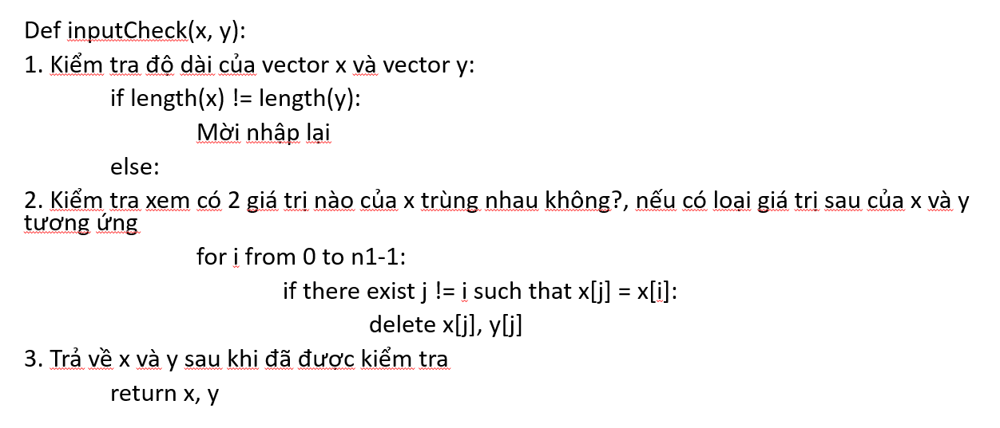 Def inputCheck(x, y):
1. Kiểm tra độ dài của vector x và vector y:
if length(x) != length(y):
Mời nhập lại
else:
2. Kiểm tra xem có 2 giá trị nào của x trùng nhau không?, nếu có loại giá trị sau của x và y
tương ứng
for i from 0 to n1-1:
if there exist j != i such that x[j] = x[i]:
delete x[j], y[j]
3. Trả về x và y sau khi đã được kiểm tra
return x, y